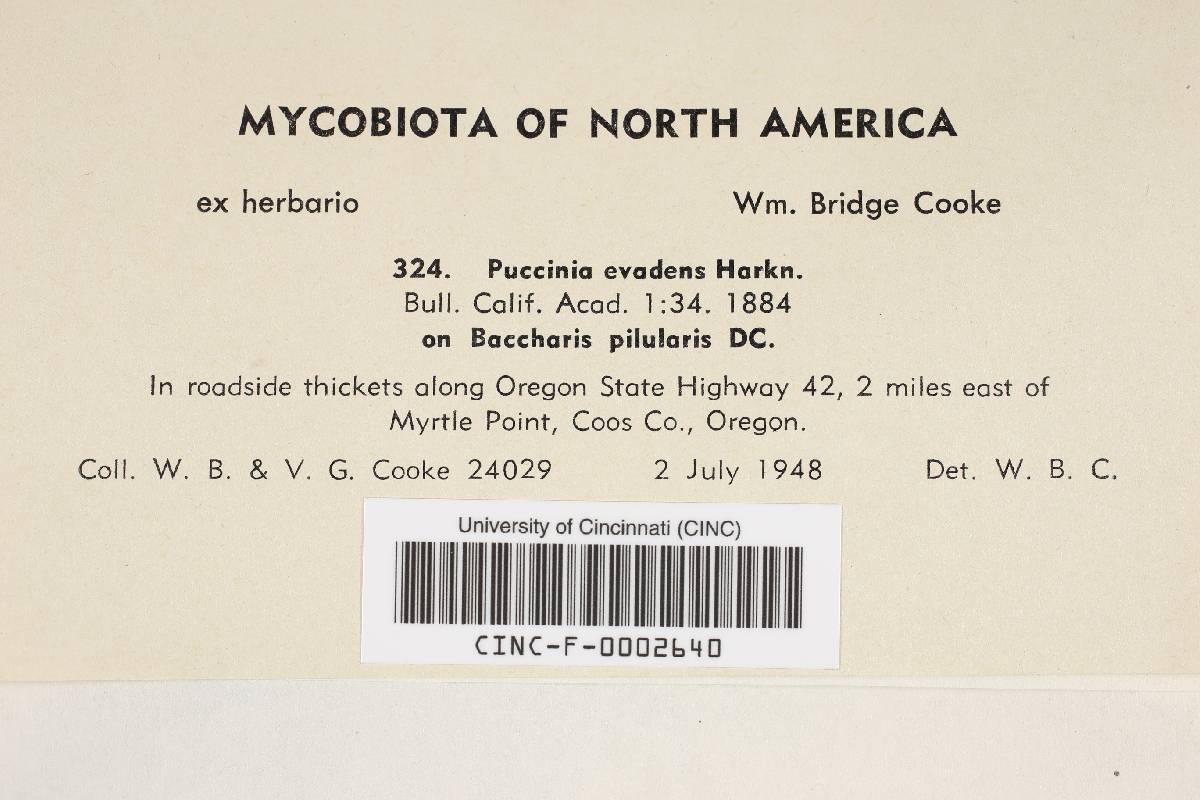 MYCOBIOTA OF NORTH AMERICA
ex herbario Wm. Bridge Cooke
324. Puccinia evadens Harkn.
Bull. Calif. Acad. 1:34. 1884
on Baccharis pilularis DC.
In roadside thickets along Oregon State Highway 42, 2 miles east of
Myrtle Point, Coos Co., Oregon.
Coll. W. B. & V. G. Cooke 24029 2 July 1948 Det. W. B. C.
University of Cincinnati (CINC)
CINC-F-0002640